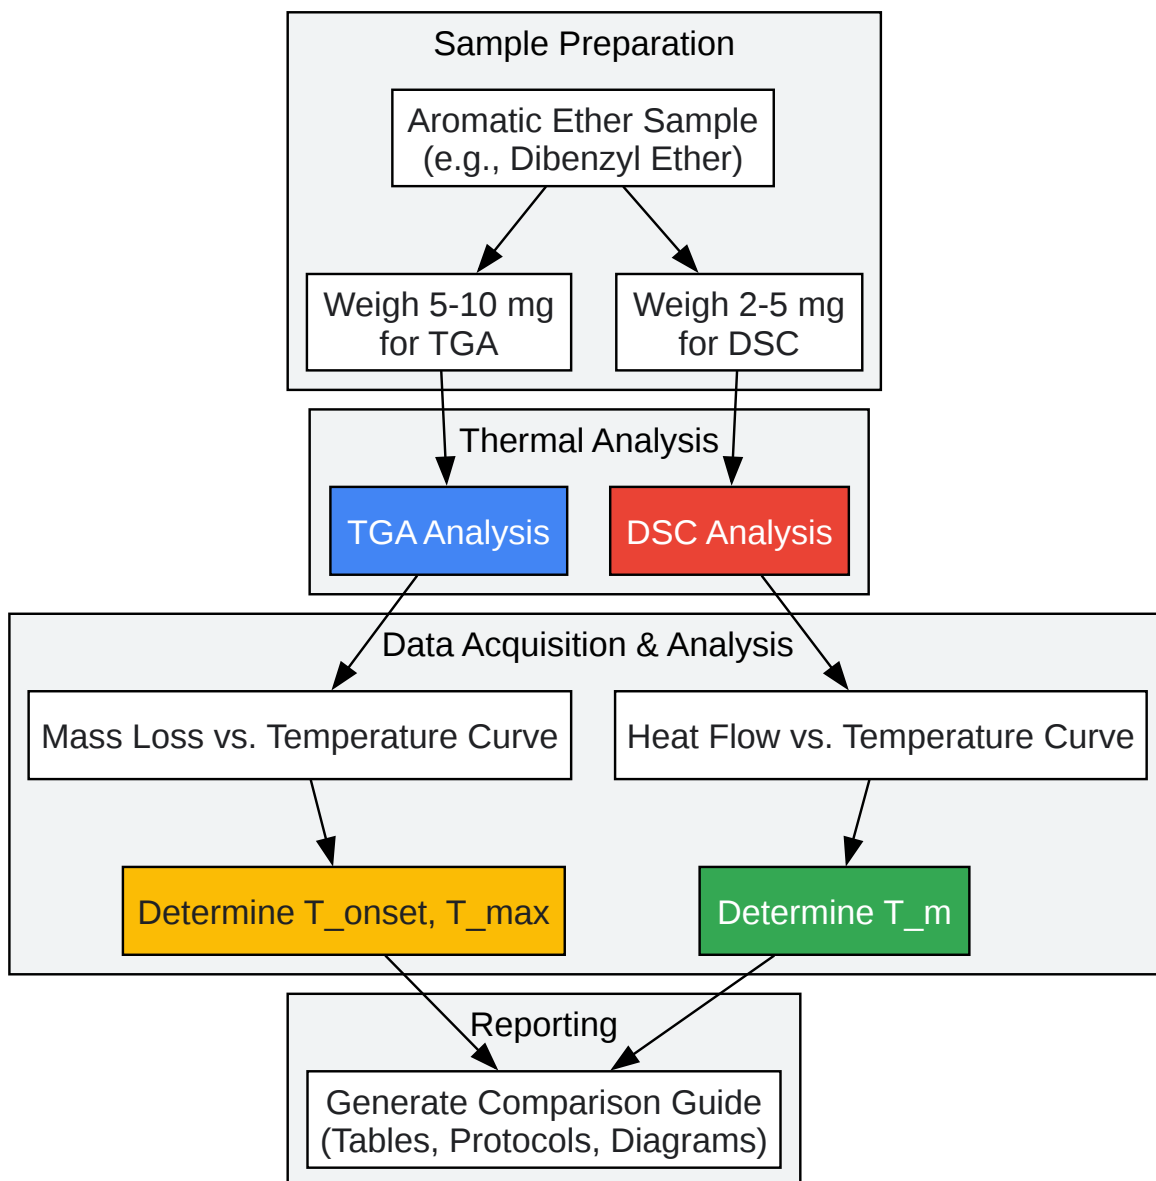 Sample Preparation
Aromatic Ether Sample
(e.g., Dibenzyl Ether)
Weigh 5-10 mg
for TGA
Weigh 2-5 mg
for DSC
Thermal Analysis
TGA Analysis
DSC Analysis
Data Acquisition & Analysis
Mass Loss vs. Temperature Curve
Heat Flow vs. Temperature Curve
Determine T_onset, T_max
Determine T_m
Reporting
Generate Comparison Guide
(Tables, Protocols, Diagrams)